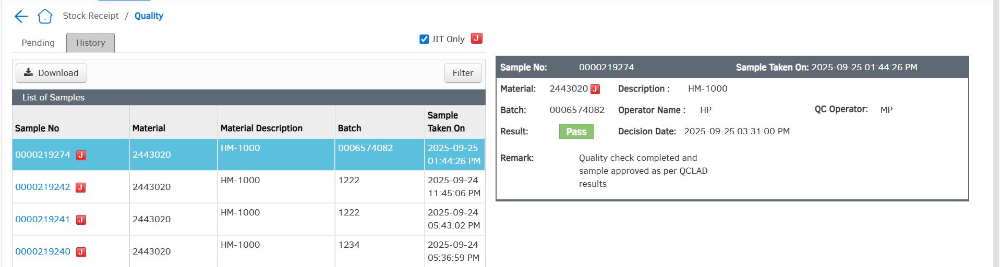 Stock Receipt / Quality
Pending
History
JIT Only J
Download
Filter
List of Samples
Sample No
Material
Material Description
Batch
Sample
Taken On
0000219274 J
2443020
HM-1000
0006574082
2025-09-25
01:44:26 PM
0000219242 J
2443020
HM-1000
1222
2025-09-24
11:45:06 PM
0000219241 J
2443020
HM-1000
1222
2025-09-24
05:43:02 PM
0000219240 J
2443020
HM-1000
1234
2025-09-24
05:36:59 PM
Sample No: 0000219274 Sample Taken On: 2025-09-25 01:44:26 PM
Material: 2443020 J Description : HM-1000
Batch: 0006574082 Operator Name : HP QC Operator: MP
Result: Pass Decision Date: 2025-09-25 03:31:00 PM
Remark: Quality check completed and
sample approved as per QCLAD
results